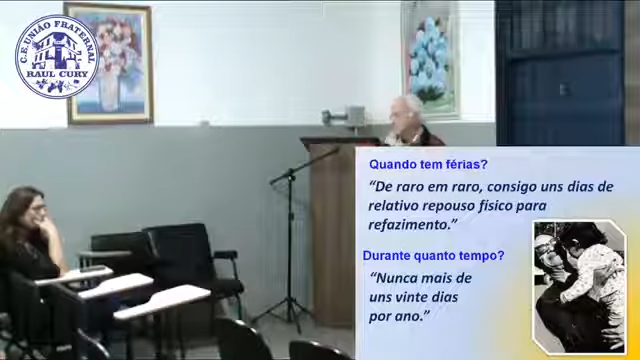 C.E. UNIÃO FRATERNAL
RAUL CURY
Quando tem férias?
“De raro em raro, consigo uns dias de
relativo repouso físico para
refazimento.”
Durante quanto tempo?
“Nunca mais de
uns vinte dias
por ano.”